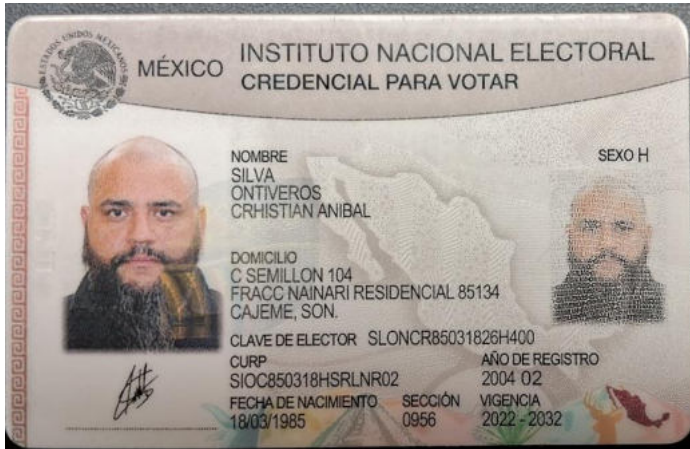 ESTADOS UNIDOS MEXICANOS
MÉXICO
INSTITUTO NACIONAL ELECTORAL
CREDENCIAL PARA VOTAR
NOMBRE
SEXO H
SILVA
ONTIVEROS
CRHISTIAN ANIBAL
DOMICILIO
C SEMILLON 104
FRACC NAINARI RESIDENCIAL 85134
CAJEME, SON.
CLAVE DE ELECTOR SLONCR85031826H400
CURP AÑO DE REGISTRO
SIOC850318HSRLNR02 2004 02
FECHA DE NACIMIENTO SECCIÓN VIGENCIA
18/03/1985 0956 2022 - 2032